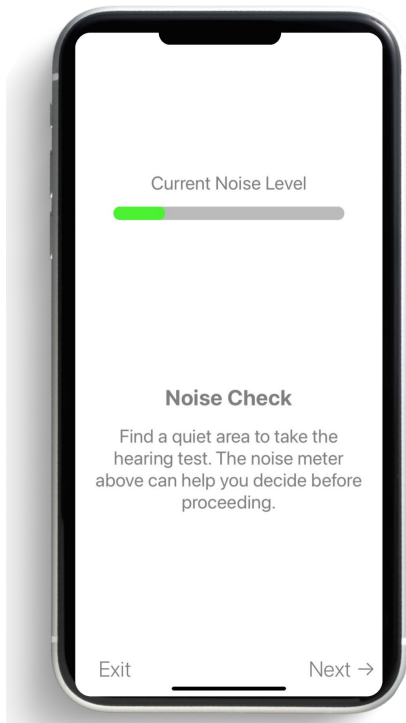 Current Noise Level
Noise Check
Find a quiet area to take the
hearing test. The noise meter
above can help you decide before
proceeding.
Exit
Next →